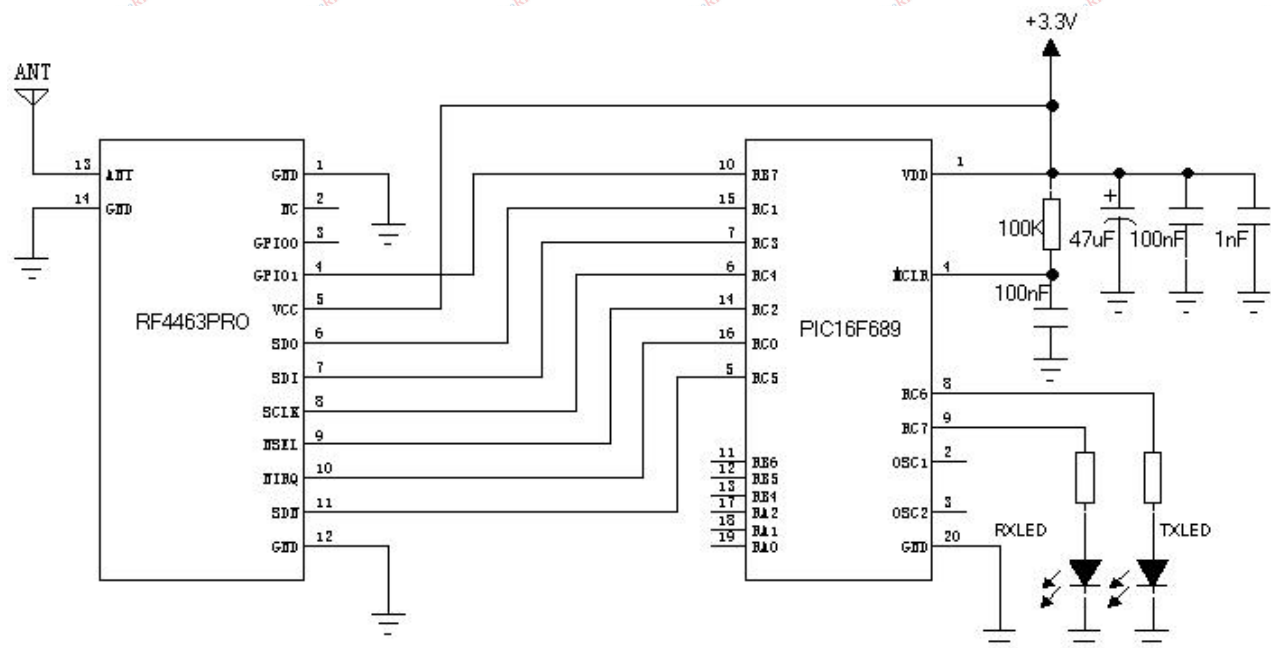 +3.3V
ANT
13
ANT
14
GND
RF4463PRO
GND
1
NC
2
GPIO0
3
GPIO1
4
VCC
5
SDO
6
SDI
7
SCLK
8
NSEL
9
NIRQ
10
SDN
11
GND
12
PIC16F689
10
RB7
15
RC1
7
RC3
6
RC4
14
RC2
16
RC0
5
RC5
11
RB6
12
RB5
13
RB4
17
RA2
18
RA1
19
RA0
VDD
1
MCLR
4
RC6
8
RC7
9
OSC1
2
OSC2
3
GND
20
100K
+
47uF
100nF
1nF
100nF
RXLED
TXLED